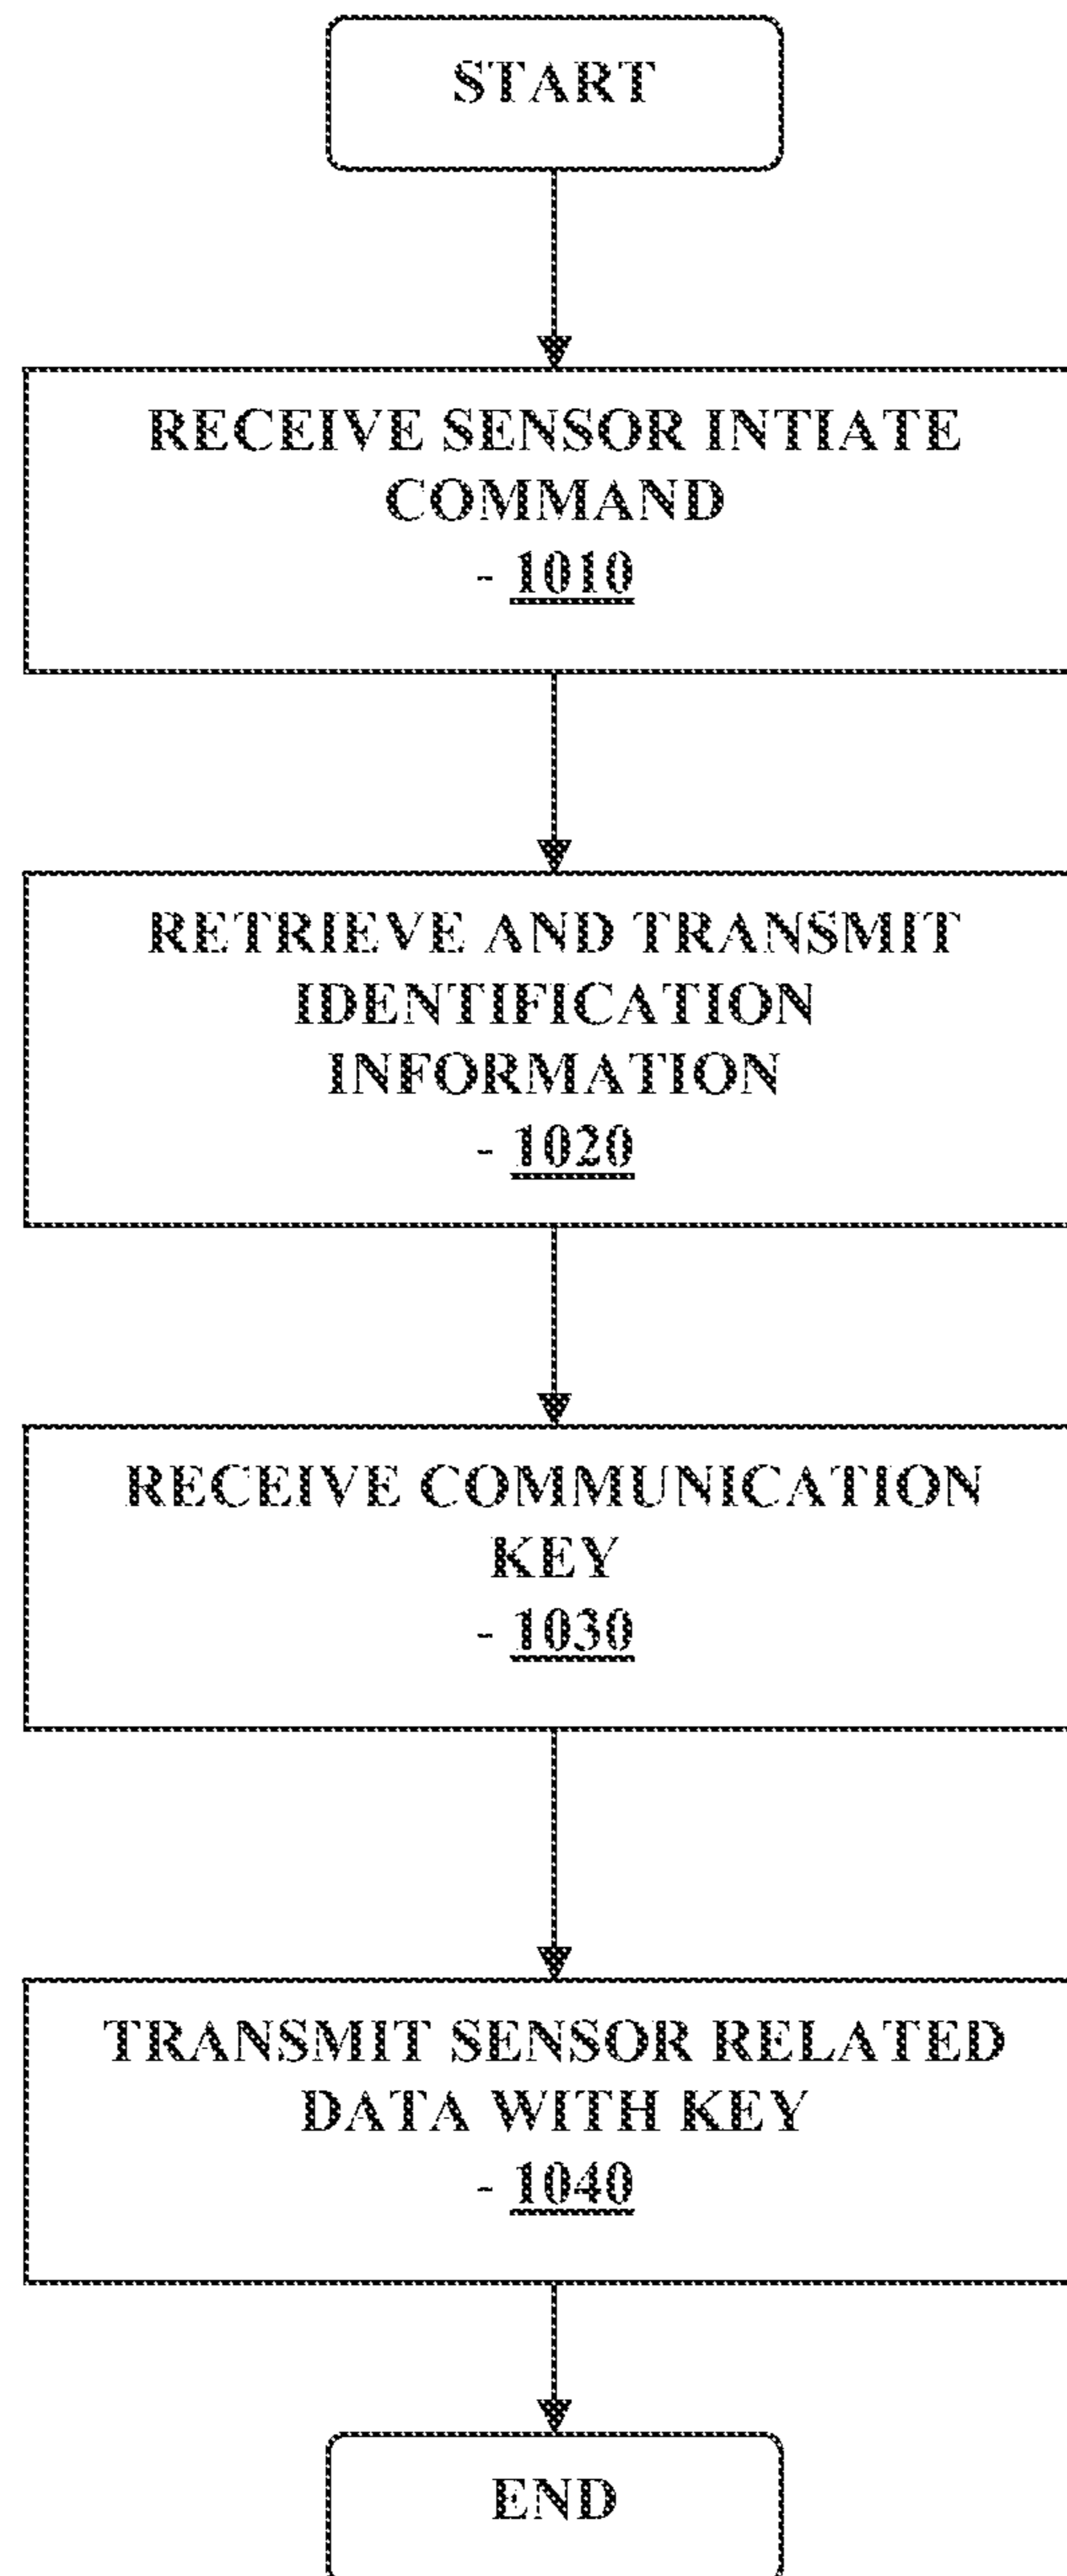 START
RECEIVE SENSOR INTIATE
COMMAND
- 1010
RETRIEVE AND TRANSMIT
IDENTIFICATION
INFORMATION
- 1020
RECEIVE COMMUNICATION
KEY
- 1030
TRANSMIT SENSOR RELATED
DATA WITH KEY
- 1040
END